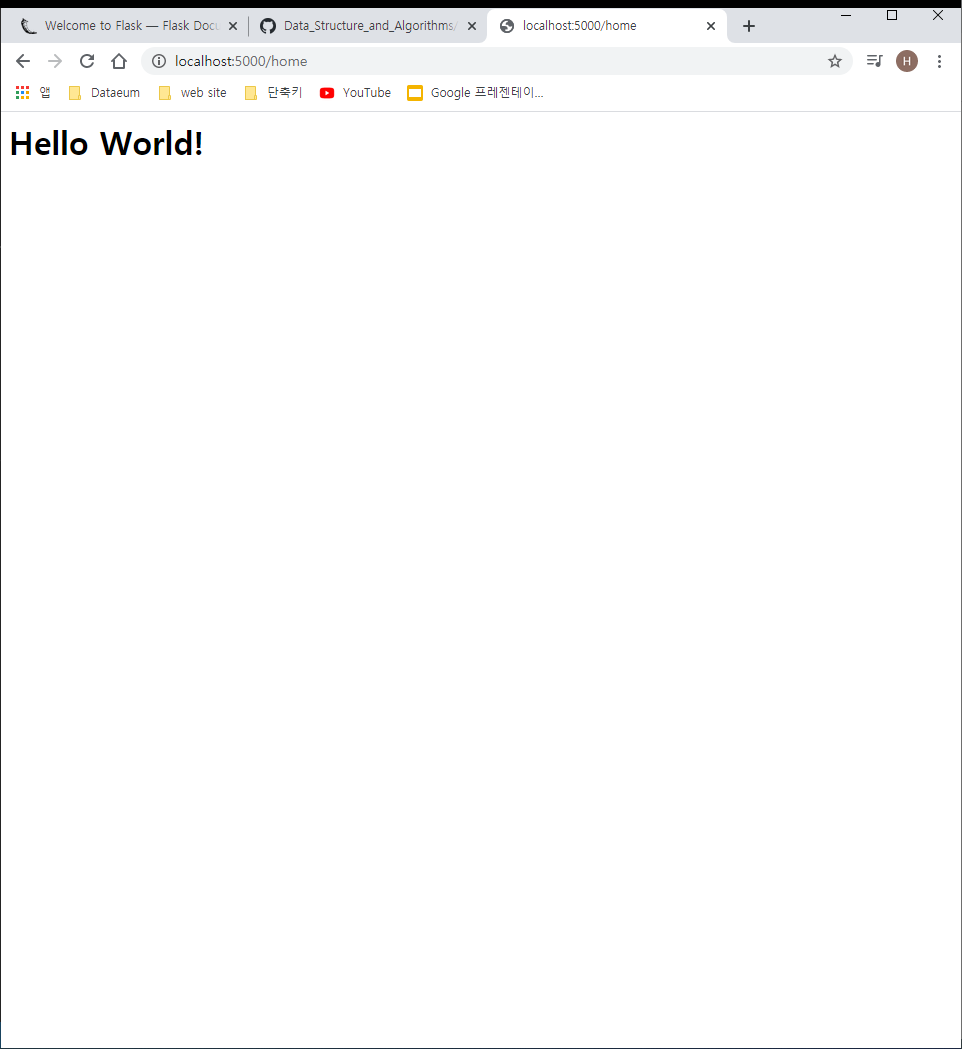 Welcome to Flask — Flask Docu
Data_Structure_and_Algorithms/
localhost:5000/home
localhost:5000/home
H
앱
Dataeum
web site
단축키
YouTube
Google 프레젠테이...
Hello World!